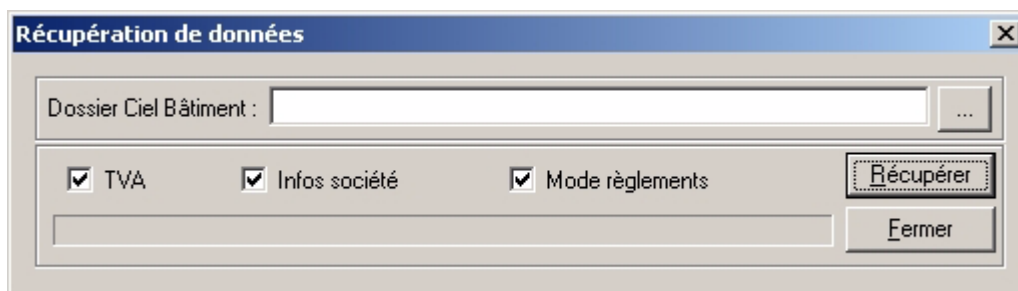 Récupération de données
Dossier Ciel Bâtiment :
...
TVA Infos société Mode règlements Récupérer
Fermer